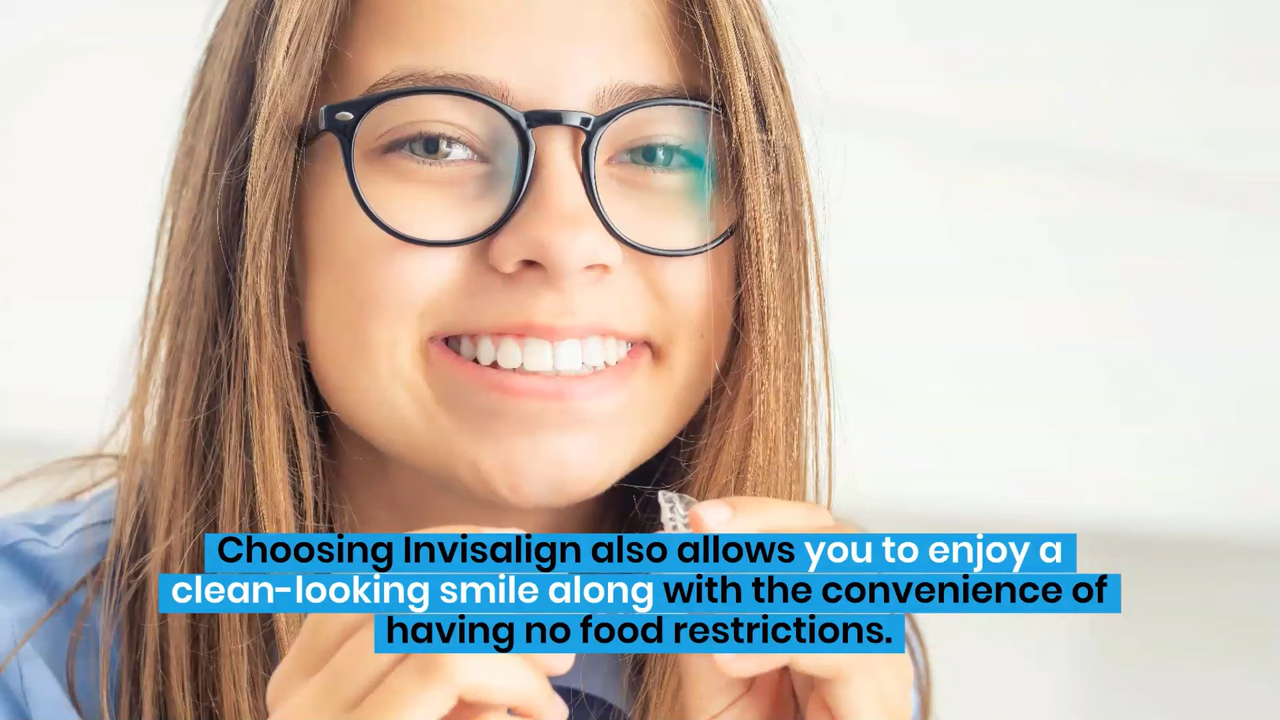 Choosing Invisalign also allows you to enjoy a
clean-looking smile along with the convenience of
having no food restrictions.